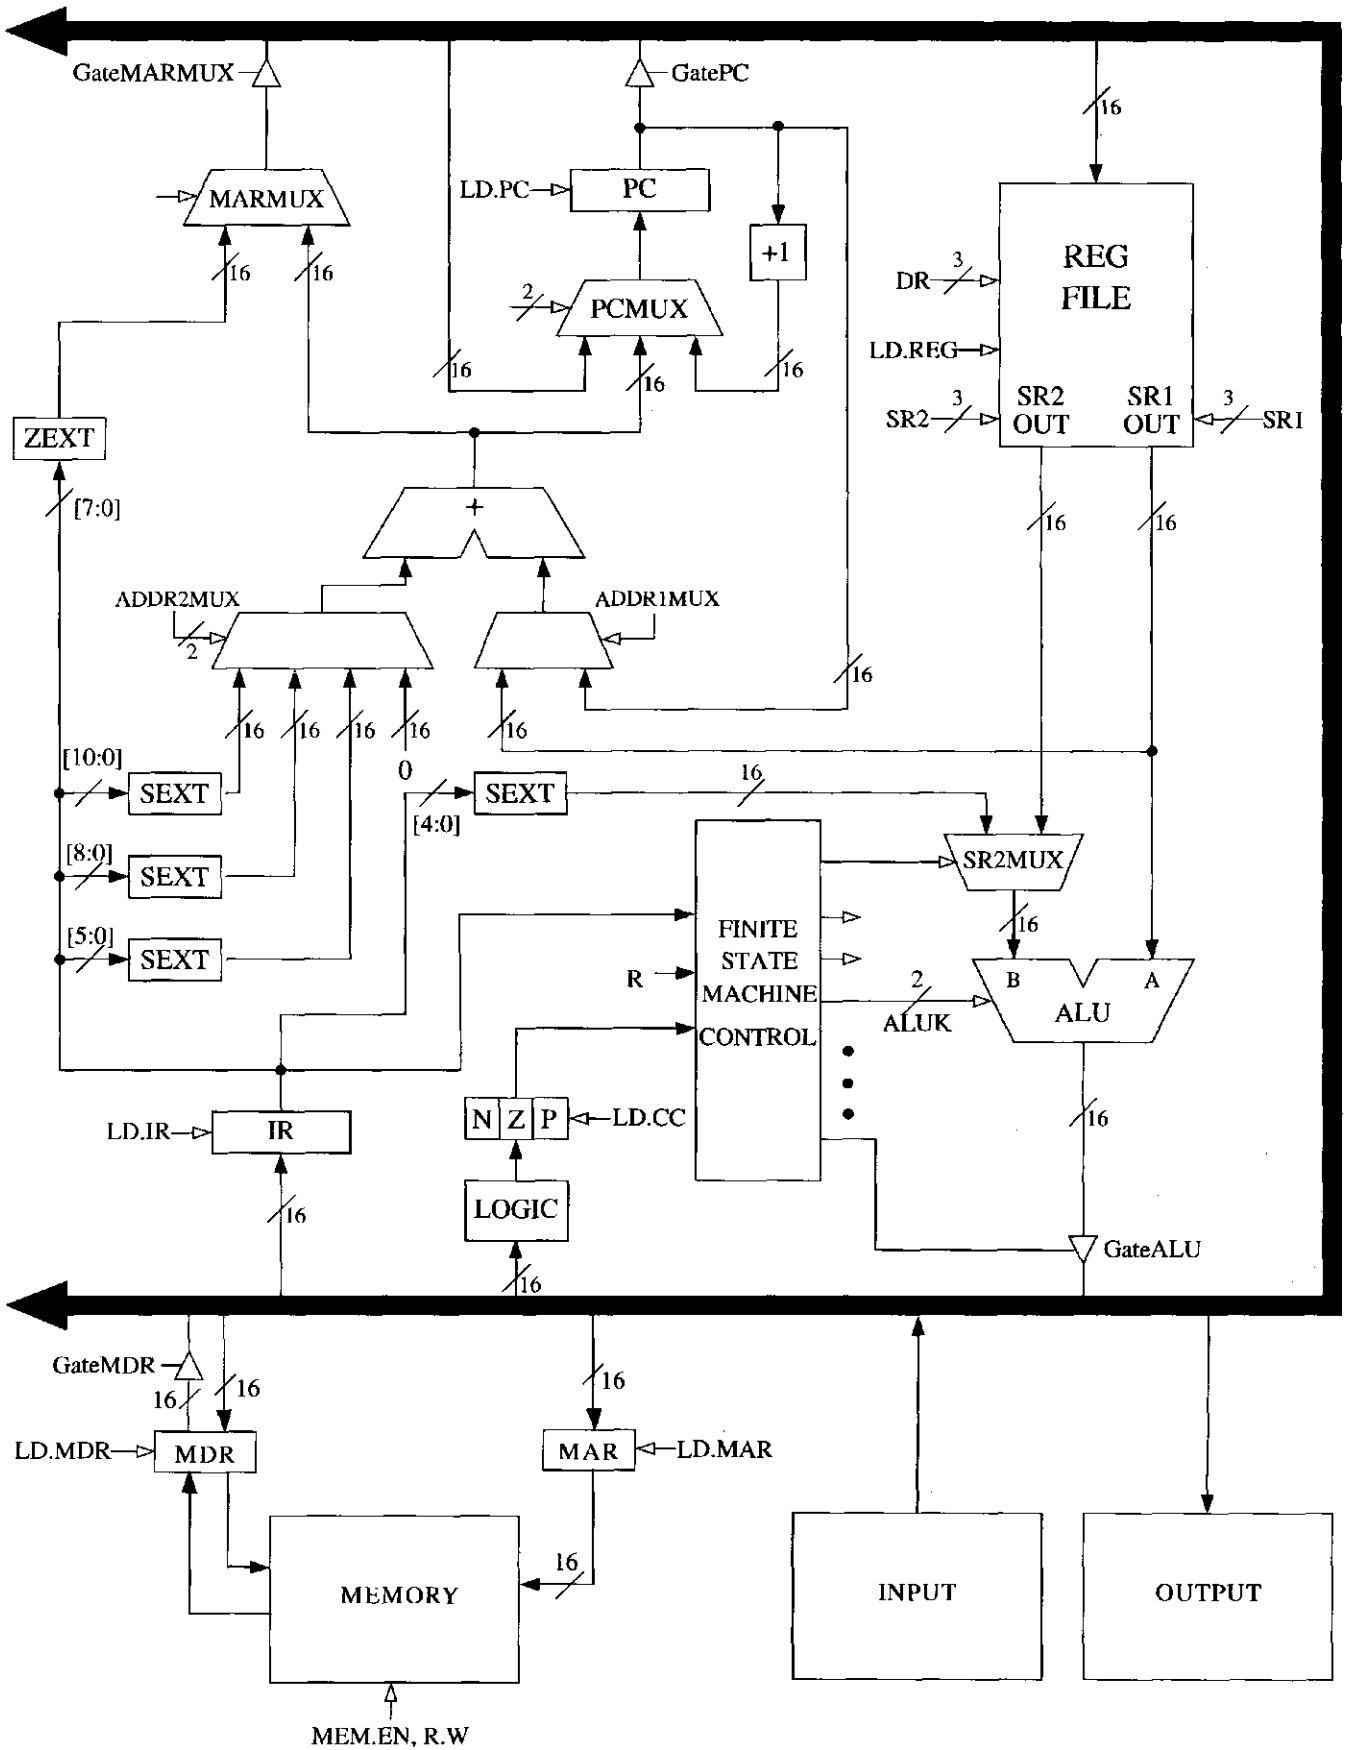 GateMARMUX
GatePC
16
MARMUX
LD.PC
PC
16
16
+1
REG
FILE
DR
3
2
PCMUX
LD.REG
16
16
16
ZEXT
SR2
3
SR2
OUT
SR1
OUT
3
SR1
[7:0]
+
16
16
ADDR2MUX
2
ADDR1MUX
16
16
16
16
16
16
0
[10:0]
SEXT
[4:0]
SEXT
16
[8:0]
SEXT
SR2MUX
16
[5:0]
SEXT
FINITE
STATE
MACHINE
CONTROL
R
B
A
ALU
2
ALUK
N Z P
LD.CC
LD.IR
IR
16
16
LOGIC
16
GateALU
GateMDR
16
16
16
LD.MDR
MDR
MAR
LD.MAR
16
MEMORY
INPUT
OUTPUT
MEM.EN, R.W